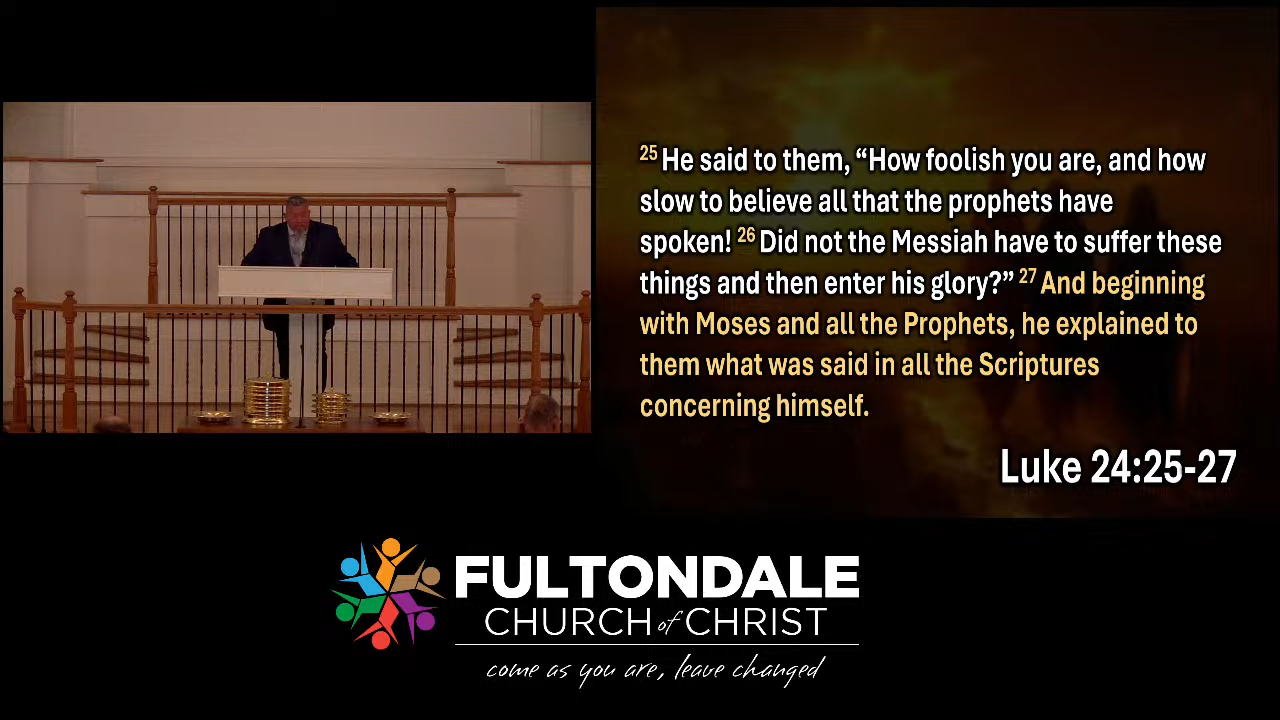 25 He said to them, “How foolish you are, and how
slow to believe all that the prophets have
spoken! 26 Did not the Messiah have to suffer these
things and then enter his glory?” 27 And beginning
with Moses and all the Prophets, he explained to
them what was said in all the Scriptures
concerning himself.
Luke 24:25-27
FULTONDALE
CHURCH of CHRIST
come as you are, leave changed